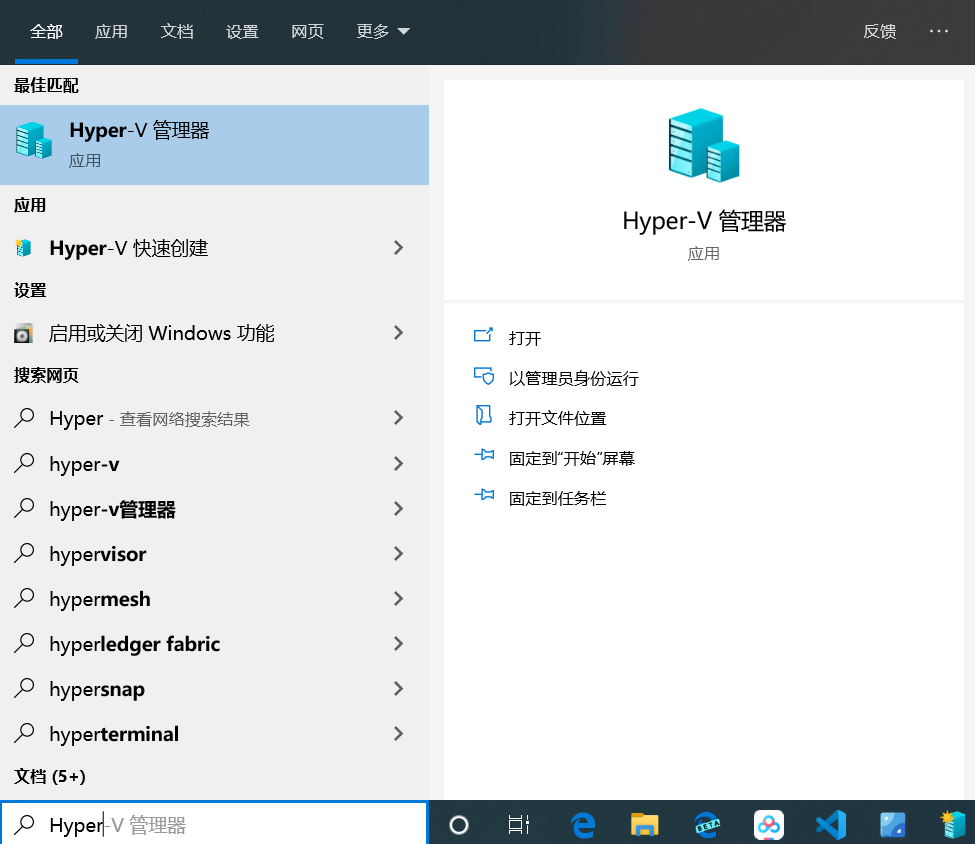 全部 应用 文档 设置 网页 更多 反馈 ···
最佳匹配
Hyper-V 管理器
应用
应用
Hyper-V 快速创建
设置
启用或关闭 Windows 功能
搜索网页
Hyper - 查看网络搜索结果
hyper-v
hyper-v管理器
hypervisor
hypermesh
hyperledger fabric
hypersnap
hyperterminal
文档 (5+)
Hyper-V 管理器
Hyper-V 管理器
应用
打开
以管理员身份运行
打开文件位置
固定到"开始"屏幕
固定到任务栏
BETA